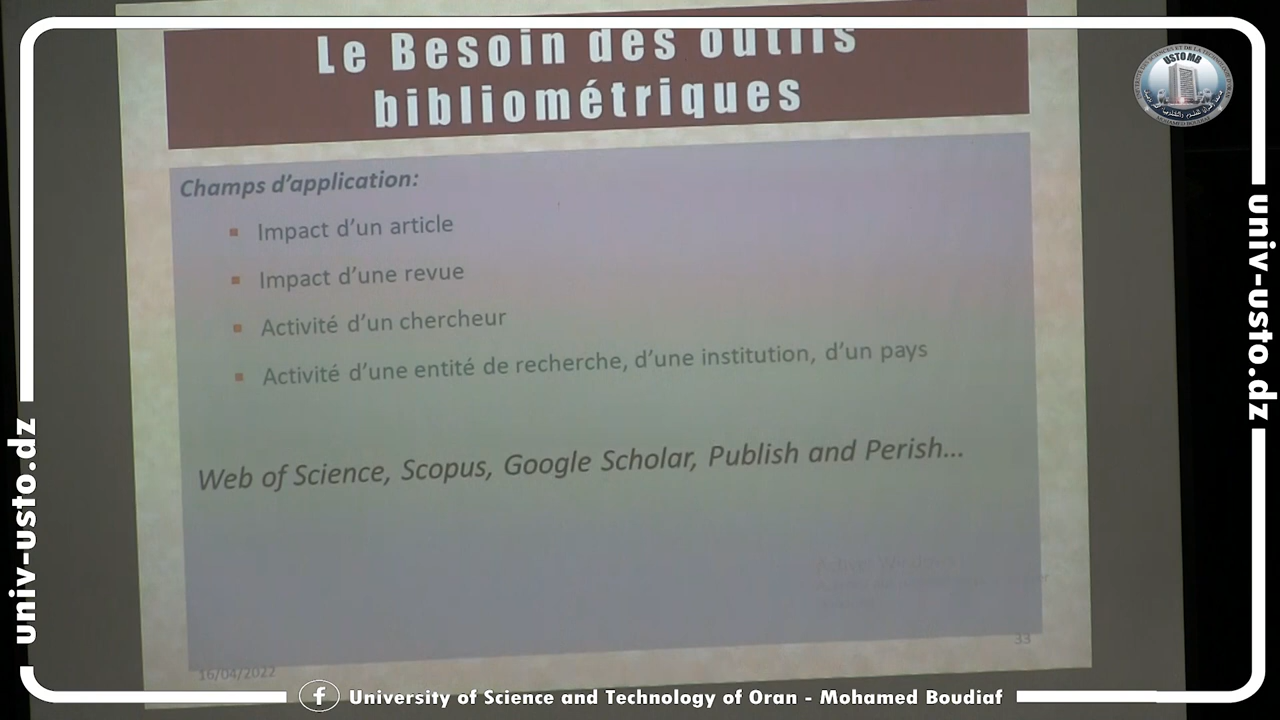 Le Besoin des outils
bibliométriques
USTO MB
Champs d'application:
▪ Impact d'un article
▪ Impact d'une revue
▪ Activité d'un chercheur
▪ Activité d'une entité de recherche, d'une institution, d'un pays
Web of Science, Scopus, Google Scholar, Publish and Perish...
33
16/04/2022
univ-usto.dz
univ-usto.dz
University of Science and Technology of Oran - Mohamed Boudiaf